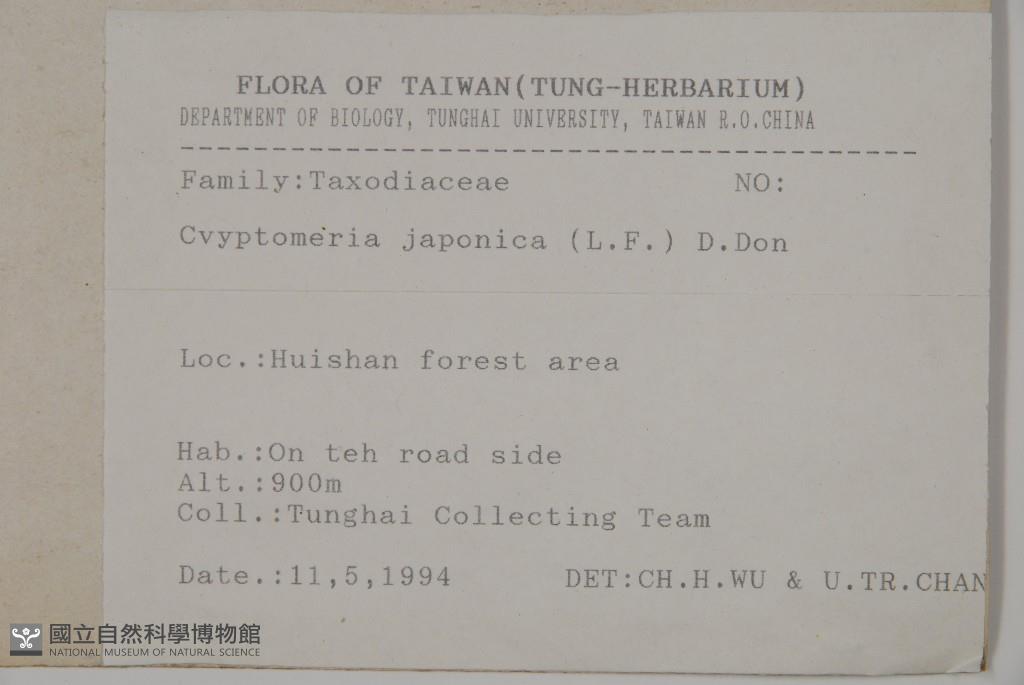 FLORA OF TAIWAN(TUNG-HERBARIUM)
DEPARTMENT OF BIOLOGY, TUNGHAI UNIVERSITY, TAIWAN R.O.CHINA
----------------------------------------
Family:Taxodiaceae NO:
Cvyptomeria japonica (L.F.) D.Don
Loc.:Huishan forest area
Hab.:On teh road side
Alt.:900m
Coll.:Tunghai Collecting Team
Date.:11,5,1994 DET:CH.H.WU & U.TR.CHAN
國立自然科學博物館
NATIONAL MUSEUM OF NATURAL SCIENCE